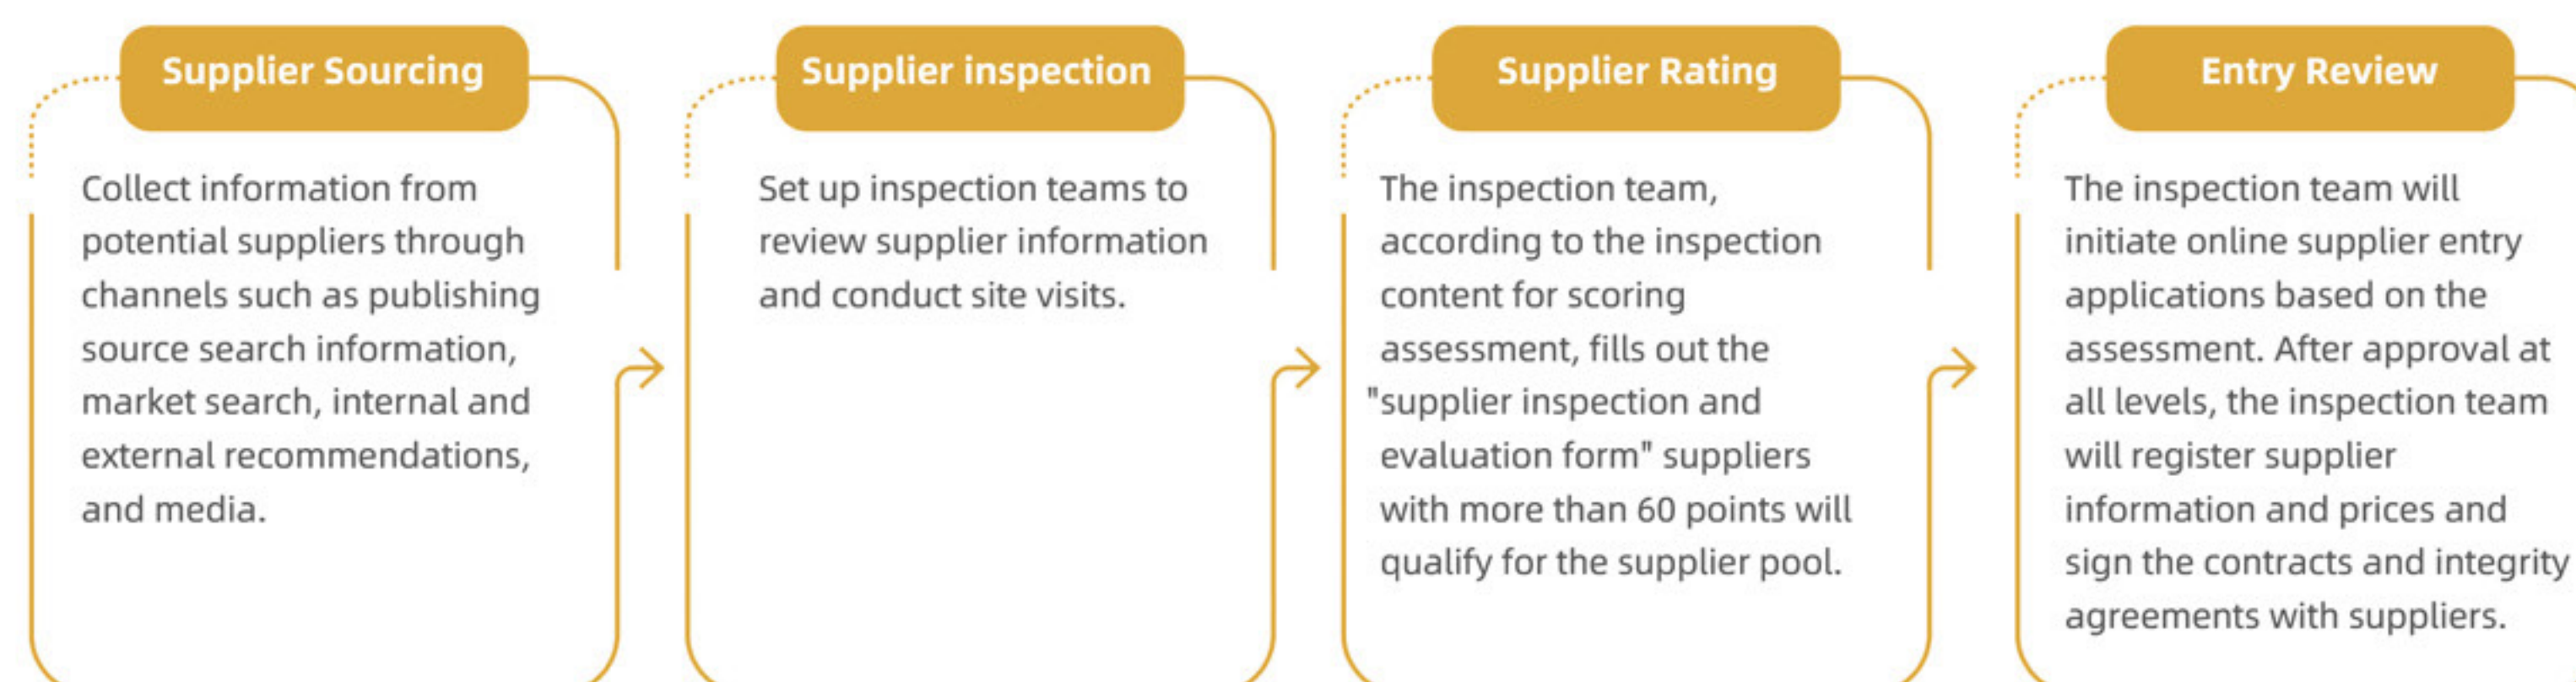 Supplier Sourcing
Collect information from
potential suppliers through
channels such as publishing
source search information,
market search, internal and
external recommendations,
and media.
Supplier inspection
Set up inspection teams to
review supplier information
and conduct site visits.
Supplier Rating
The inspection team,
according to the inspection
content for scoring
assessment, fills out the
"supplier inspection and
evaluation form" suppliers
with more than 60 points will
qualify for the supplier pool.
Entry Review
The inspection team will
initiate online supplier entry
applications based on the
assessment. After approval at
all levels, the inspection team
will register supplier
information and prices and
sign the contracts and integrity
agreements with suppliers.